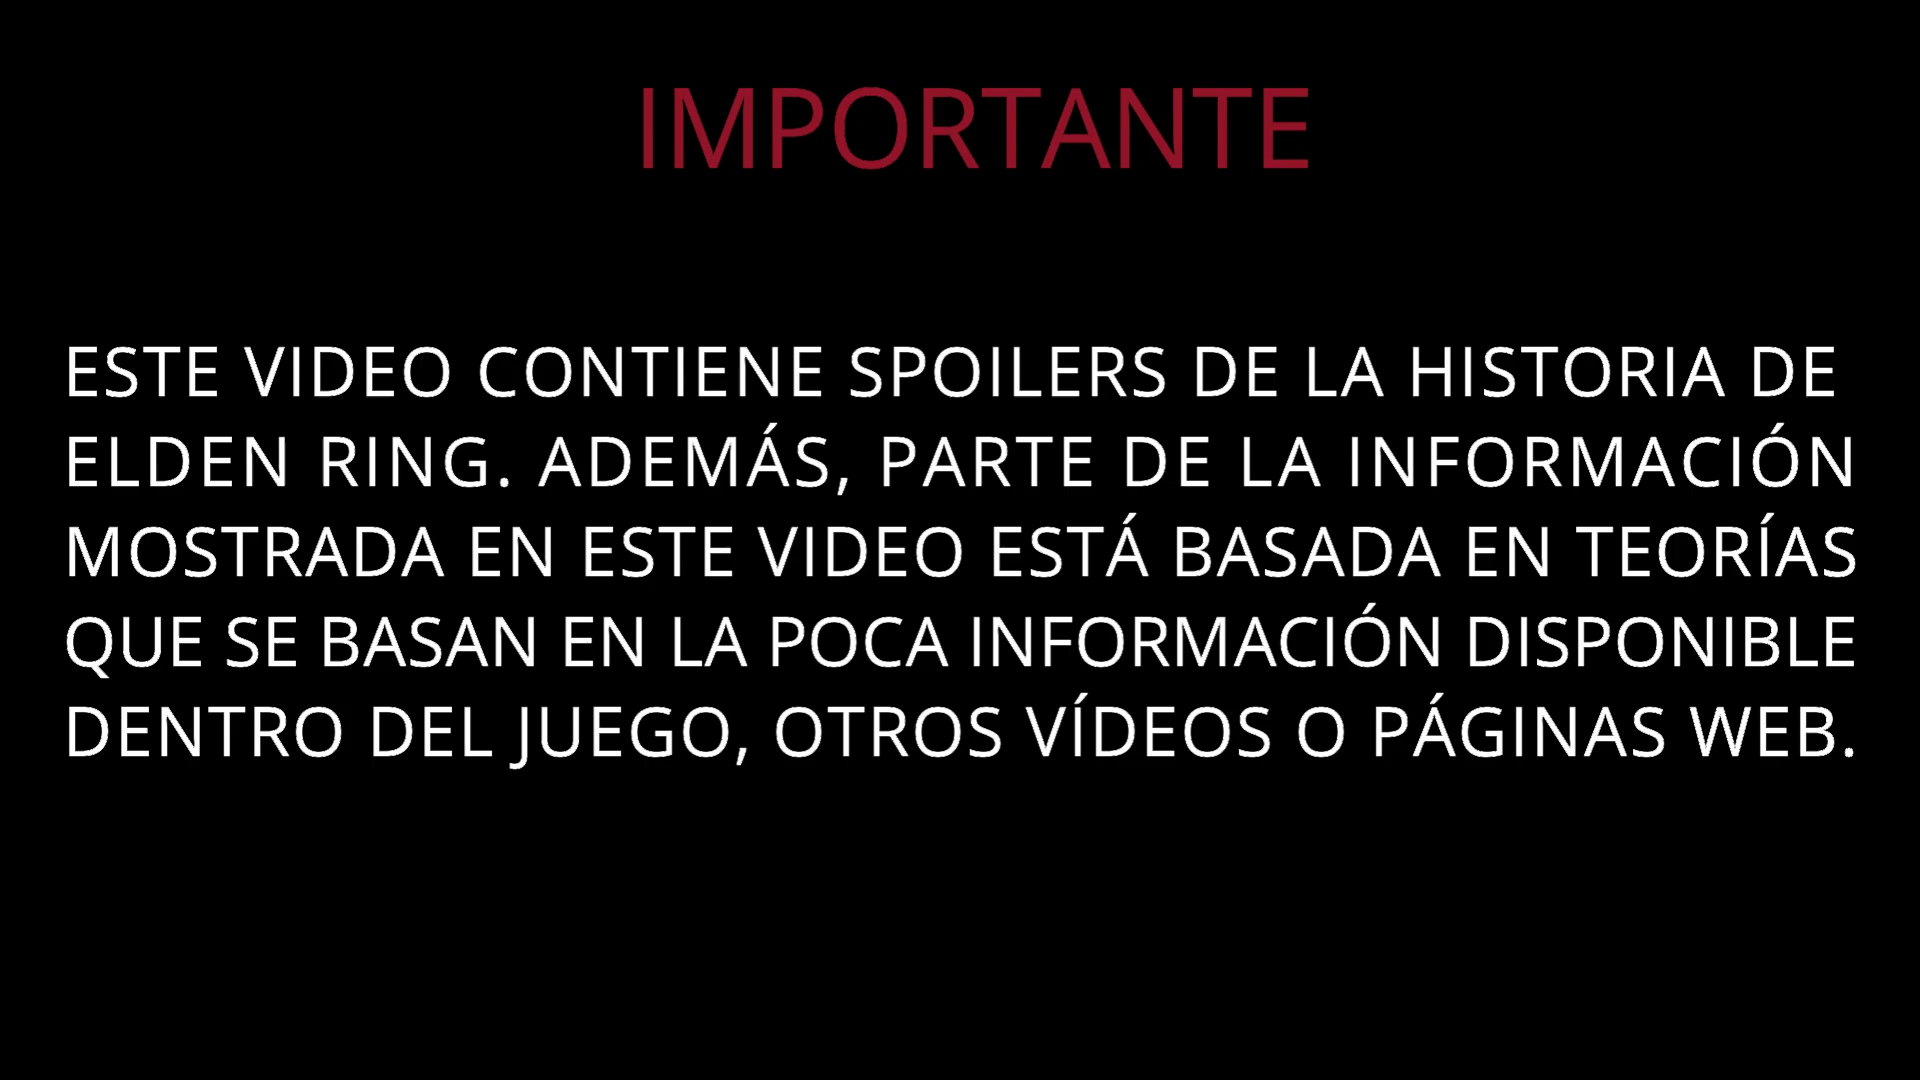 IMPORTANTE
ESTE VIDEO CONTIENE SPOILERS DE LA HISTORIA DE
ELDEN RING. ADEMÁS, PARTE DE LA INFORMACIÓN
MOSTRADA EN ESTE VIDEO ESTÁ BASADA EN TEORÍAS
QUE SE BASAN EN LA POCA INFORMACIÓN DISPONIBLE
DENTRO DEL JUEGO, OTROS VÍDEOS O PÁGINAS WEB.